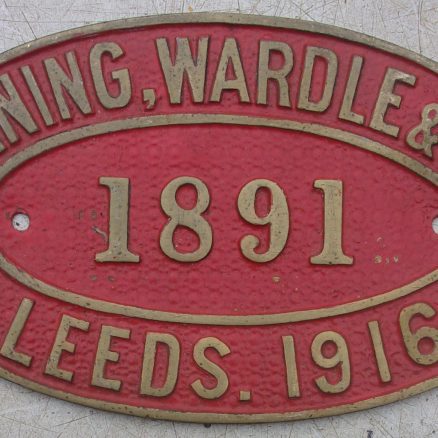 NING, WARDLE &
1891
LEEDS. 1916